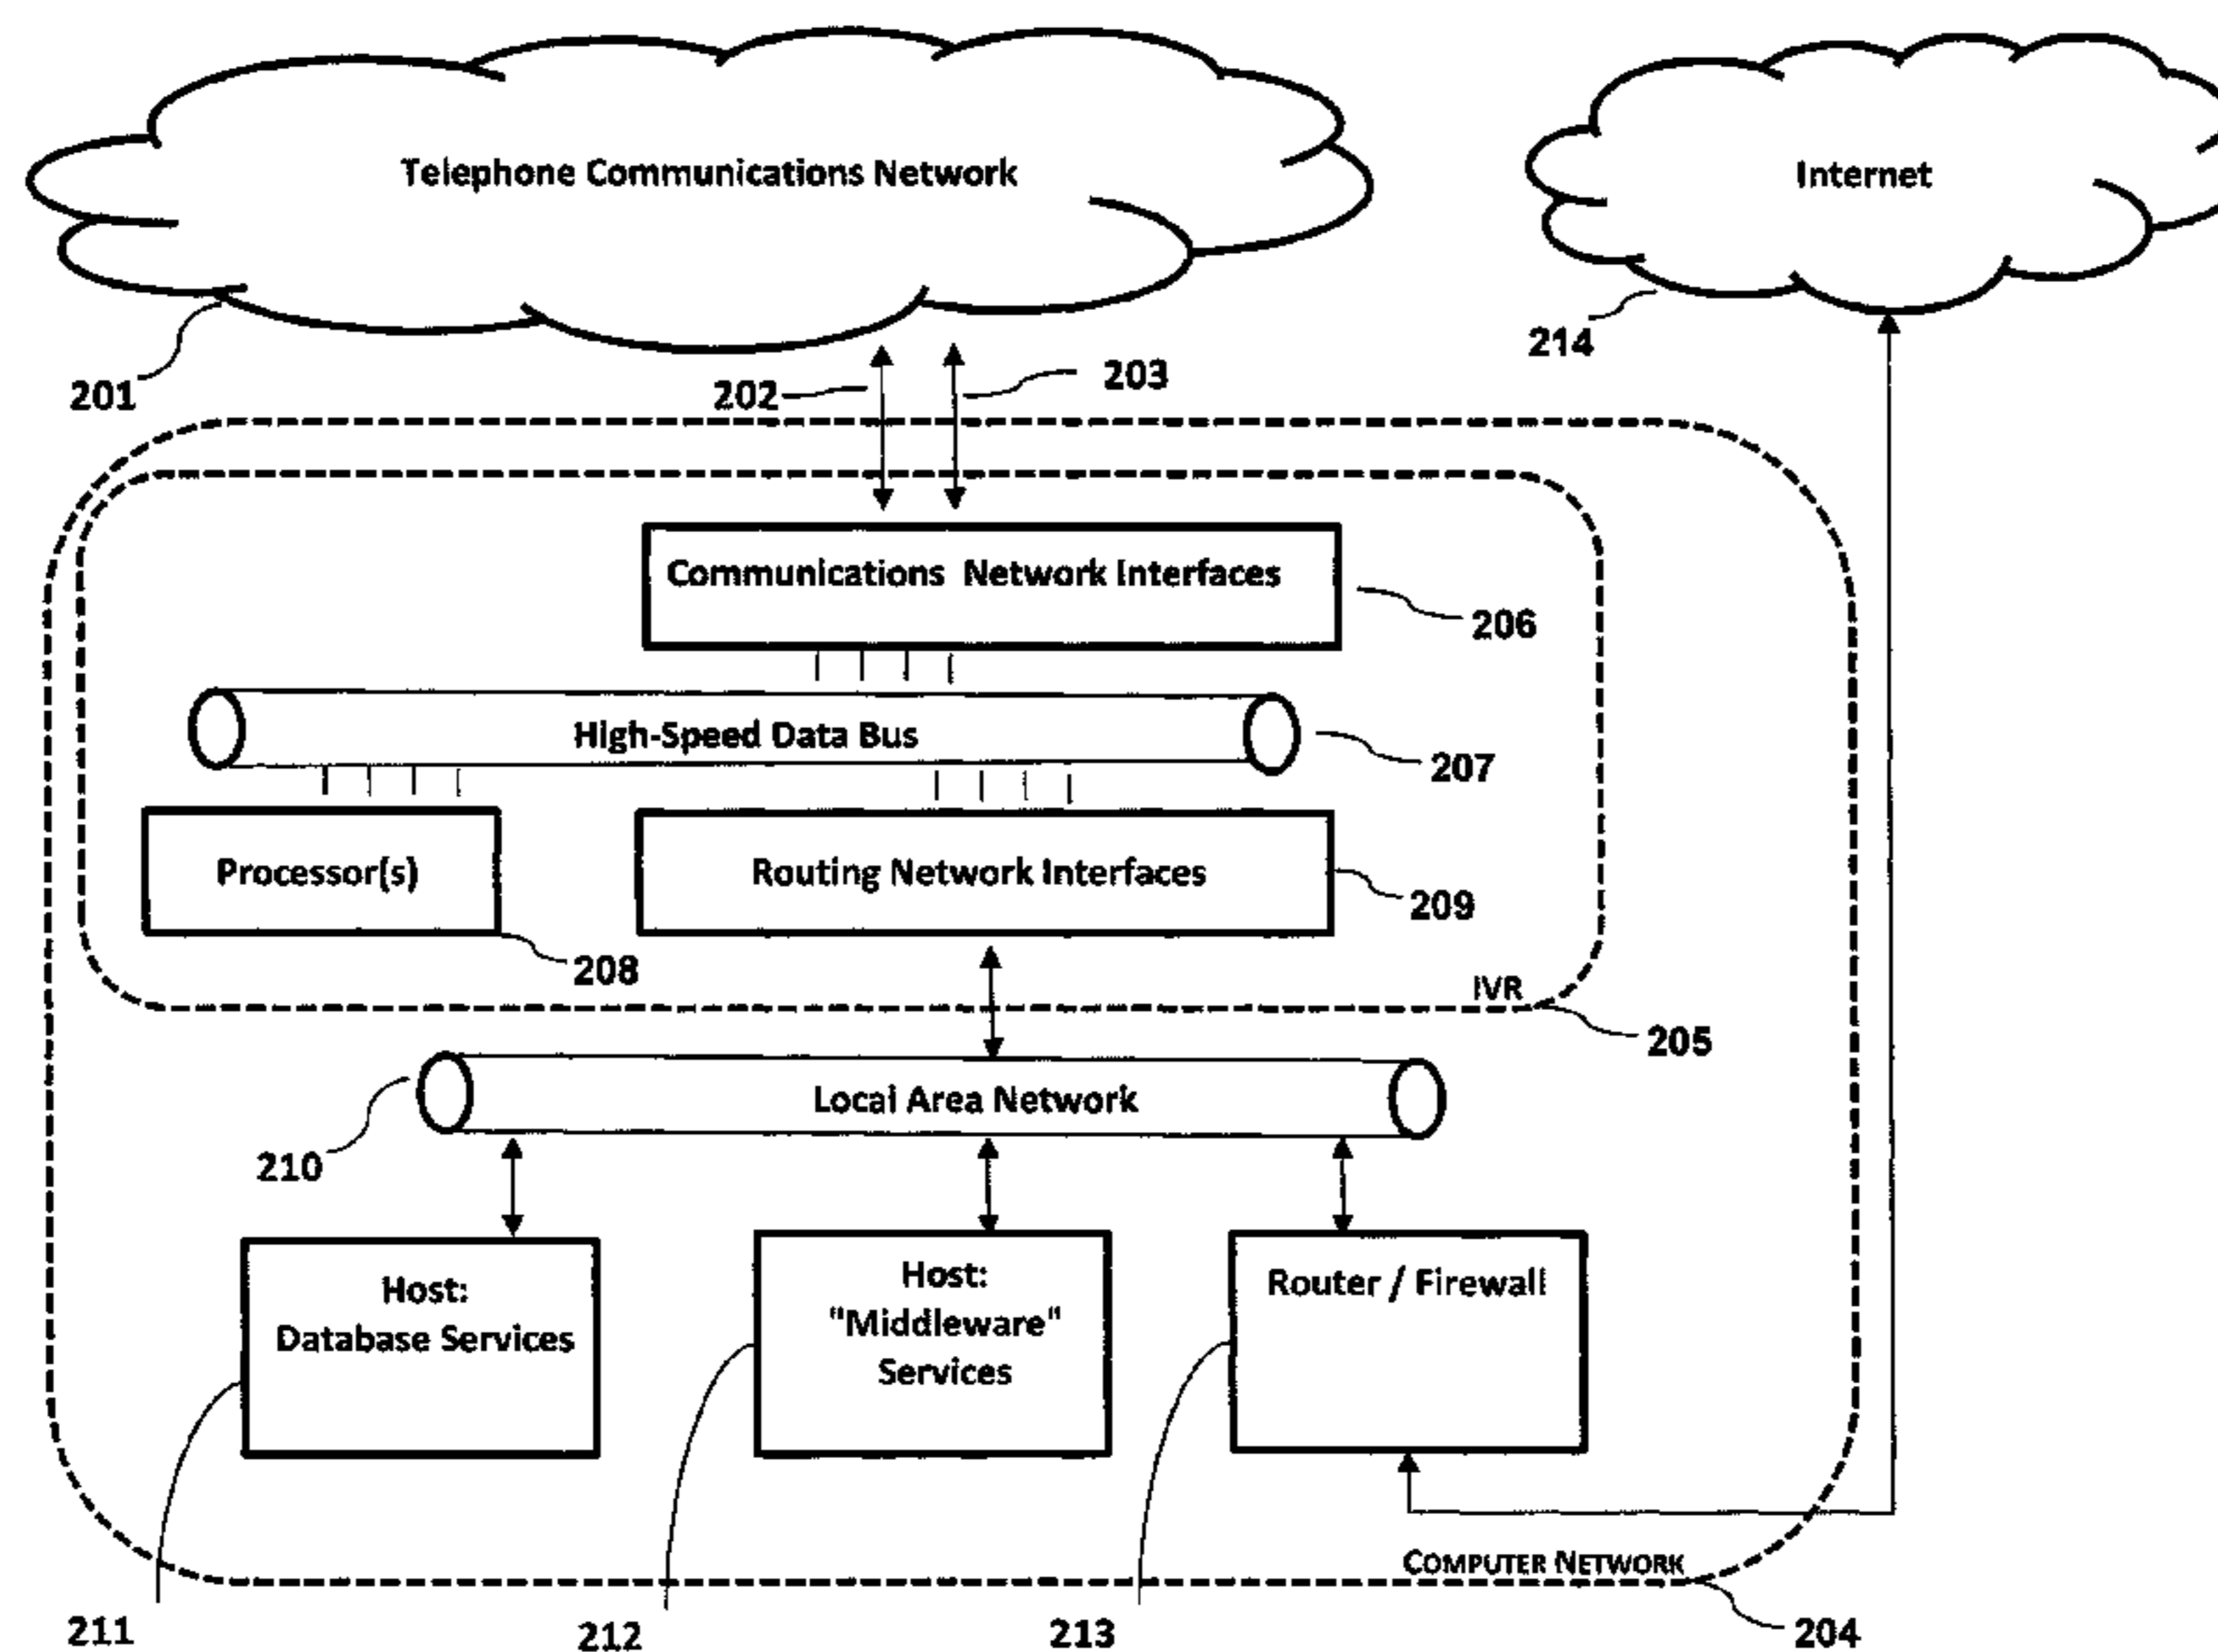 Telephone Communications Network
Internet
201
202
203
214
Communications Network Interfaces
206
High-Speed Data Bus
207
Processor(s)
Routing Network Interfaces
209
208
IVR
205
Local Area Network
210
Host:
Database Services
Host:
"Middleware"
Services
Router / Firewall
COMPUTER NETWORK
211
212
213
204